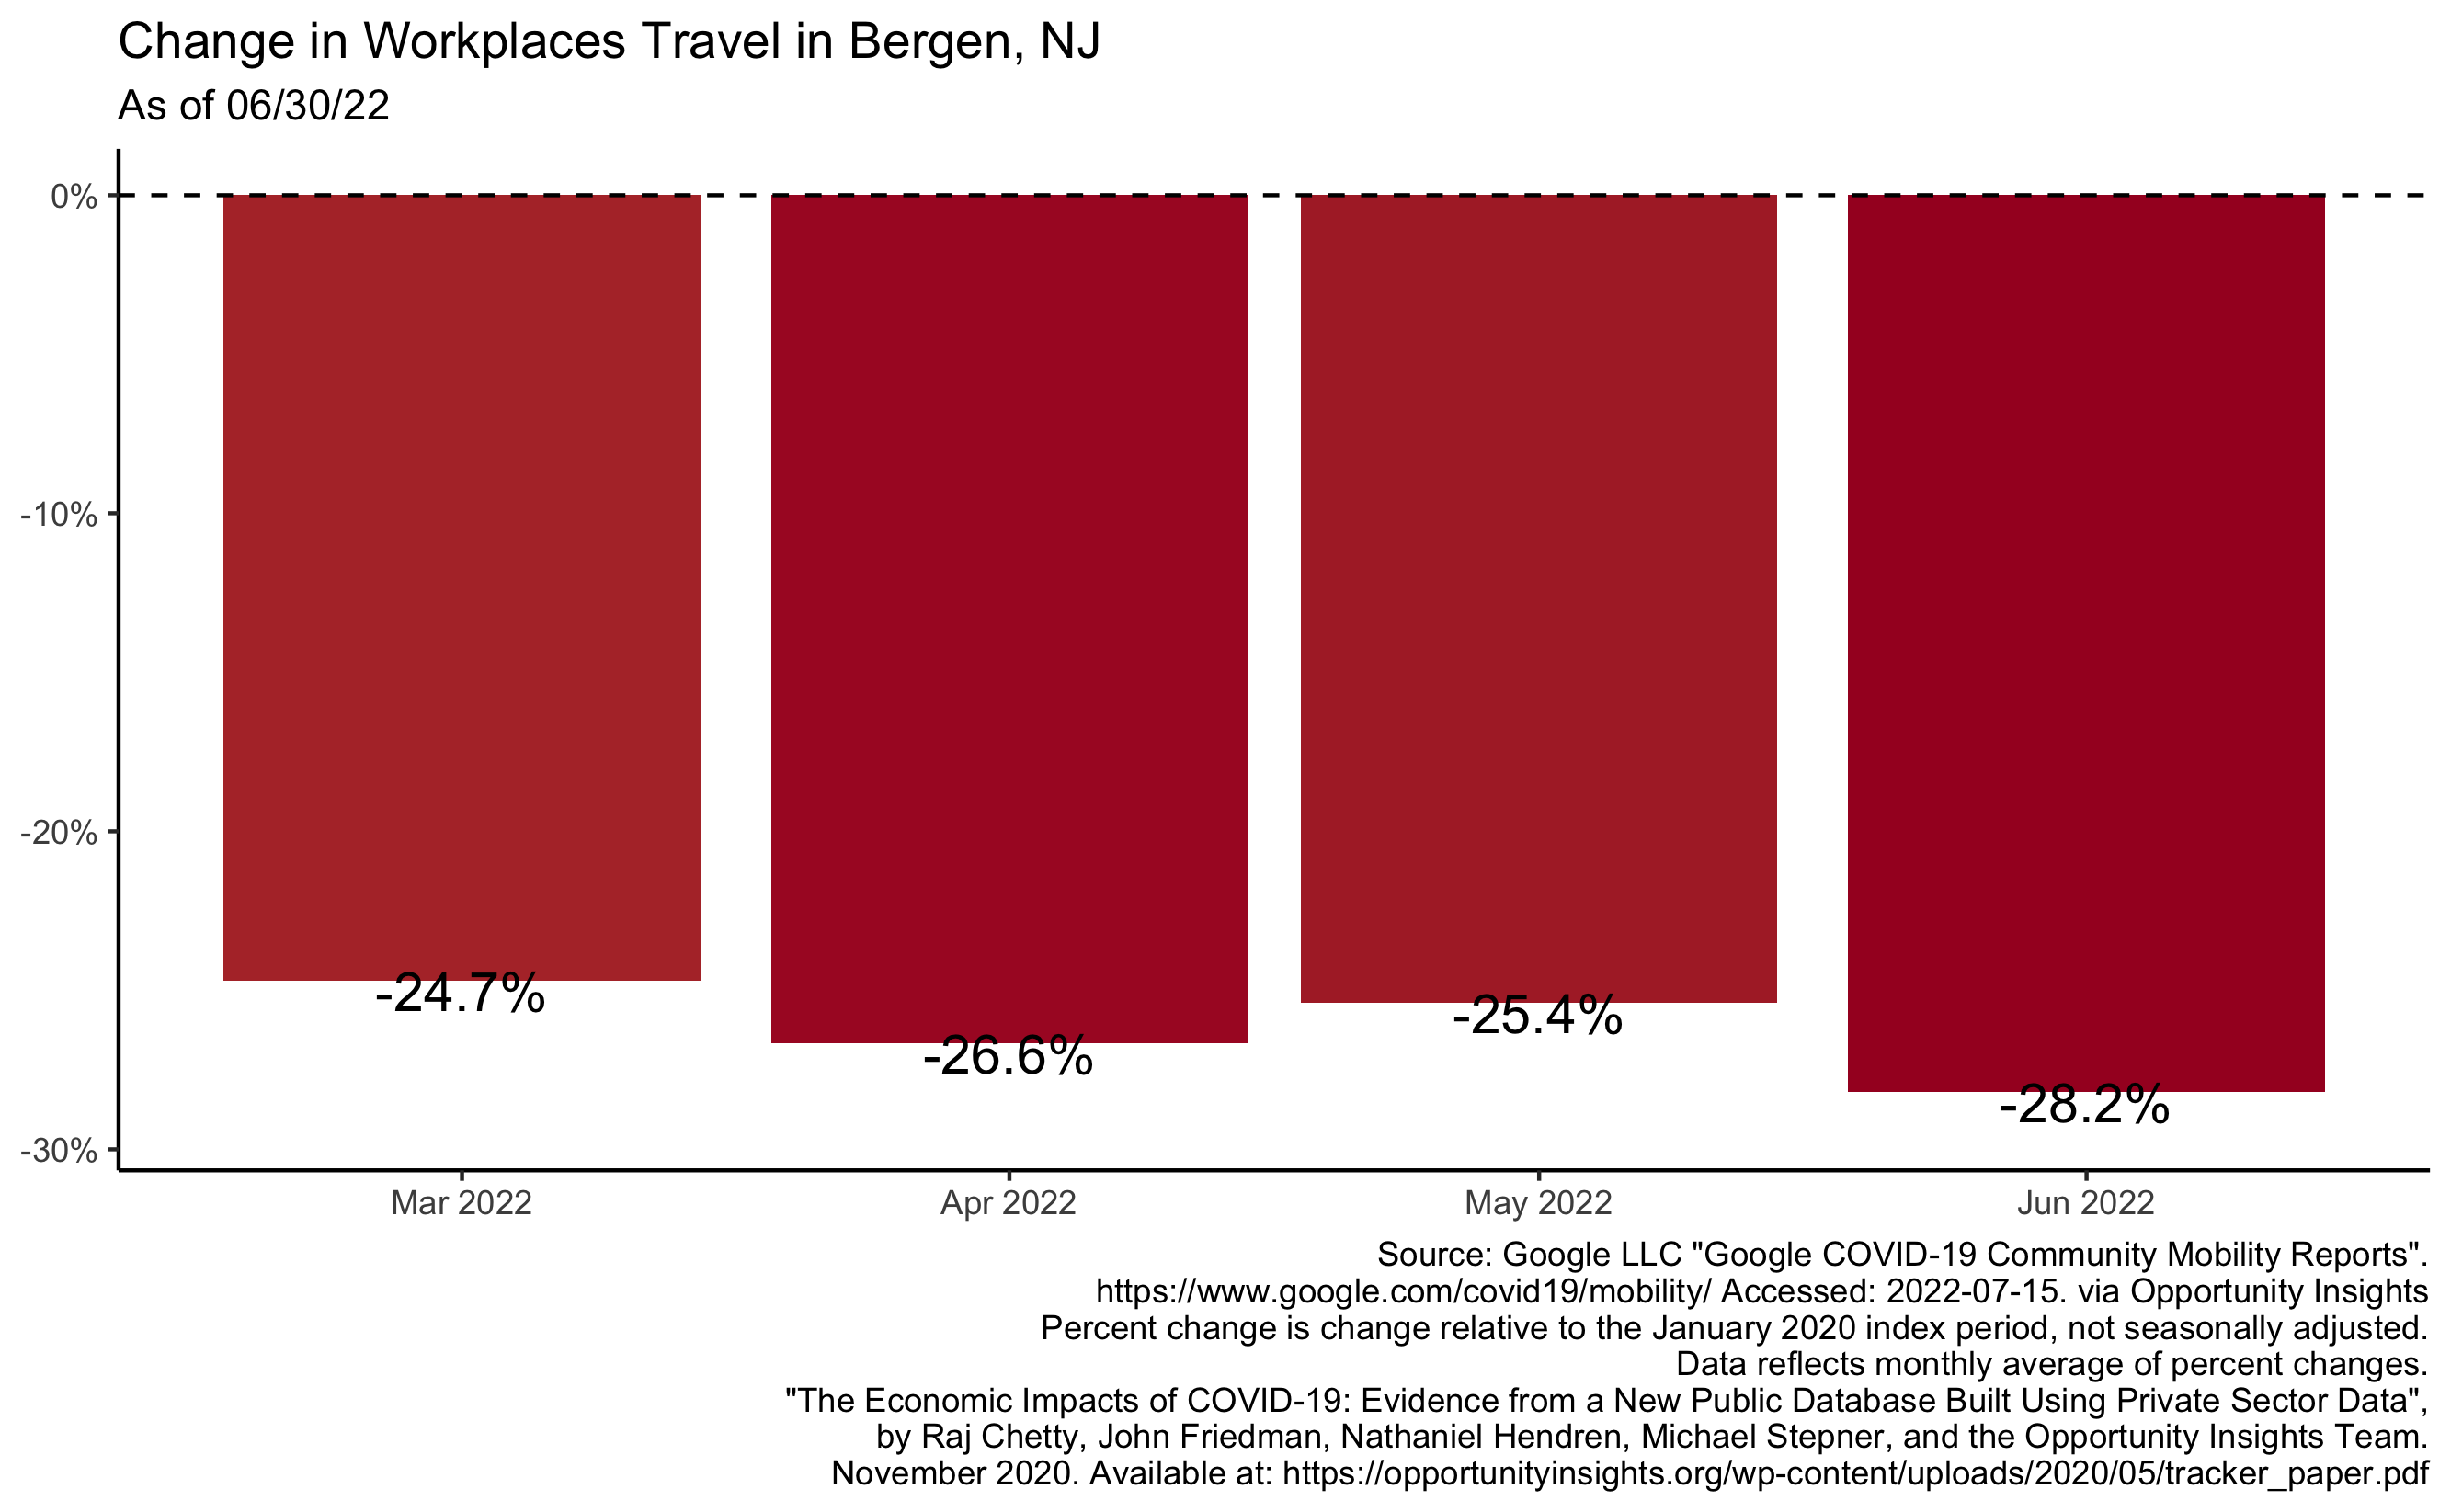 Change in Workplaces Travel in Bergen, NJ
As of 06/30/22
0%
-10%
-20%
-30%
-24.7%
-26.6%
-25.4%
-28.2%
Mar 2022
Apr 2022
May 2022
Jun 2022
Source: Google LLC "Google COVID-19 Community Mobility Reports".
https://www.google.com/covid19/mobility/ Accessed: 2022-07-15. via Opportunity Insights
Percent change is change relative to the January 2020 index period, not seasonally adjusted.
Data reflects monthly average of percent changes.
"The Economic Impacts of COVID-19: Evidence from a New Public Database Built Using Private Sector Data",
by Raj Chetty, John Friedman, Nathaniel Hendren, Michael Stepner, and the Opportunity Insights Team.
November 2020. Available at: https://opportunityinsights.org/wp-content/uploads/2020/05/tracker_paper.pdf